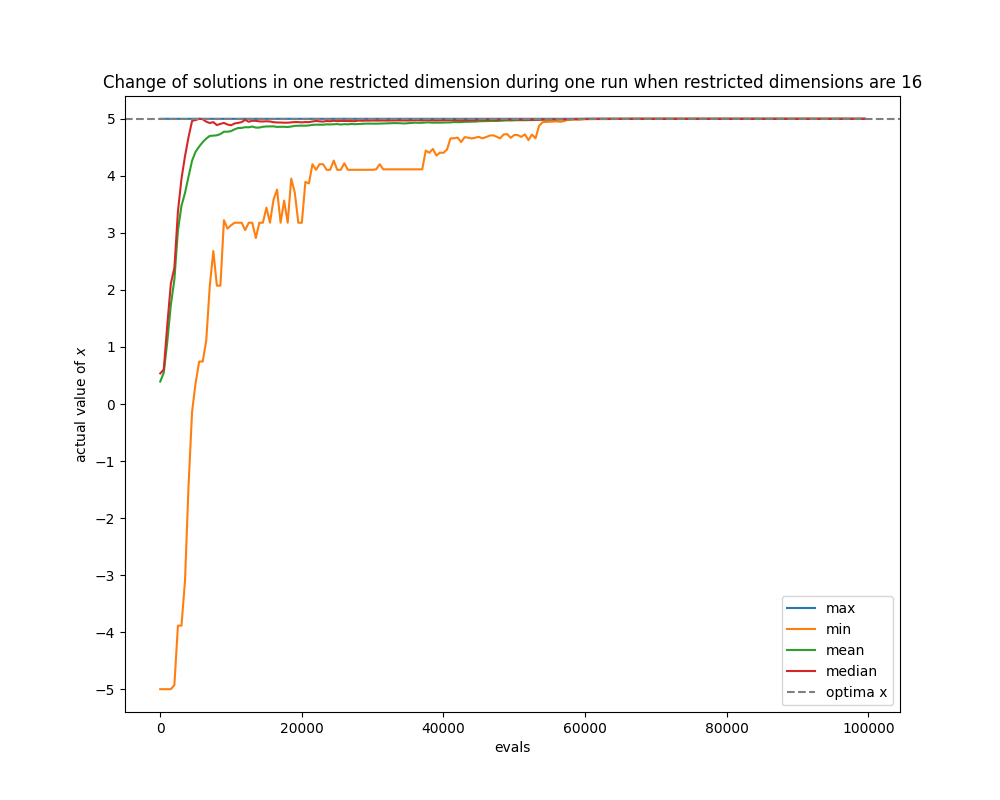 Change of solutions in one restricted dimension during one run when restricted dimensions are 16
actual value of x
5
4
3
2
1
0
−1
−2
−3
−4
−5
0 20000 40000 60000 80000 100000
evals
max
min
mean
median
optima x